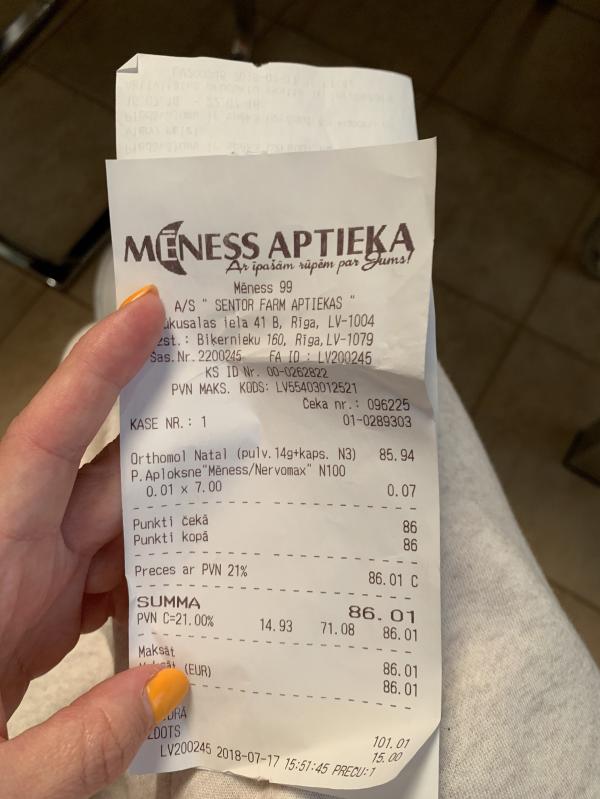 MĒNESS APTIEKA
Ar īpašām rūpēm par Jums!
Mēness 99
A/S " SENTOR FARM APTIEKAS "
iela 41 B, Rīga, LV-1004
Biķernieku 160, Rīga, LV-1079
Sas.Nr. 2200245 FA ID : LV200245
KS ID Nr. 00-0262822
PVN MAKS. KODS: LV55403012521
Čeka nr.: 096225
KASE NR.: 1 01-0289303
Orthomol Natal (pulv.14g+kaps. N3) 85.94
P.Aploksne"Mēness/Nervomax" N100
0.01 x 7.00 0.07
Punkti čekā 86
Punkti kopā 86
Preces ar PVN 21% 86.01 C
SUMMA 86.01
PVN C=21.00% 14.93 71.08 86.01
Maksāt 86.01
(EUR) 86.01
101.01
15.00
LV200245 2018-07-17 15:51:45 PRECU:1